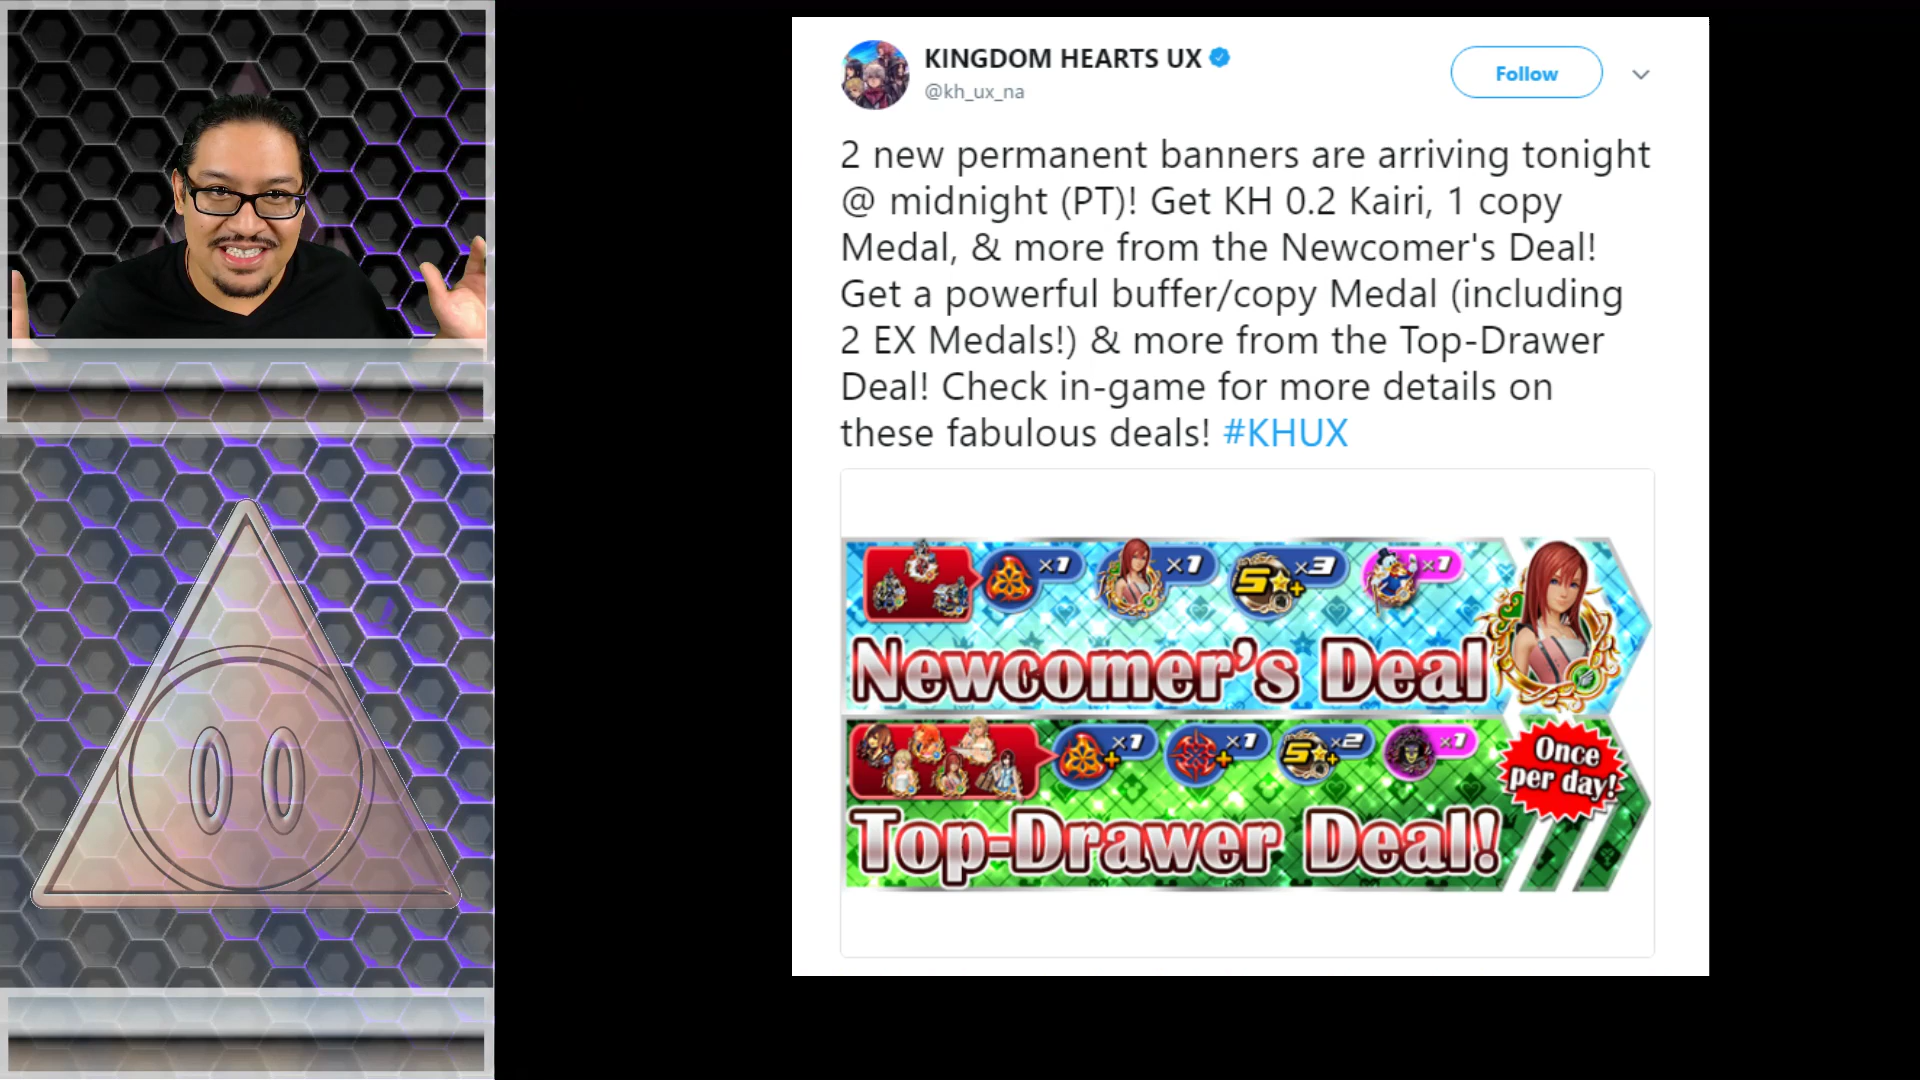 KINGDOM HEARTS UX
@kh_ux_na
Follow
2 new permanent banners are arriving tonight
@ midnight (PT)! Get KH 0.2 Kairi, 1 copy
Medal, & more from the Newcomer's Deal!
Get a powerful buffer/copy Medal (including
2 EX Medals!) & more from the Top-Drawer
Deal! Check in-game for more details on
these fabulous deals! #KHUX
×1 ×1 5+ ×3 ×1
Newcomer's Deal
×1 ×1 5+ ×2 ×1
Once
per day!
Top-Drawer Deal!